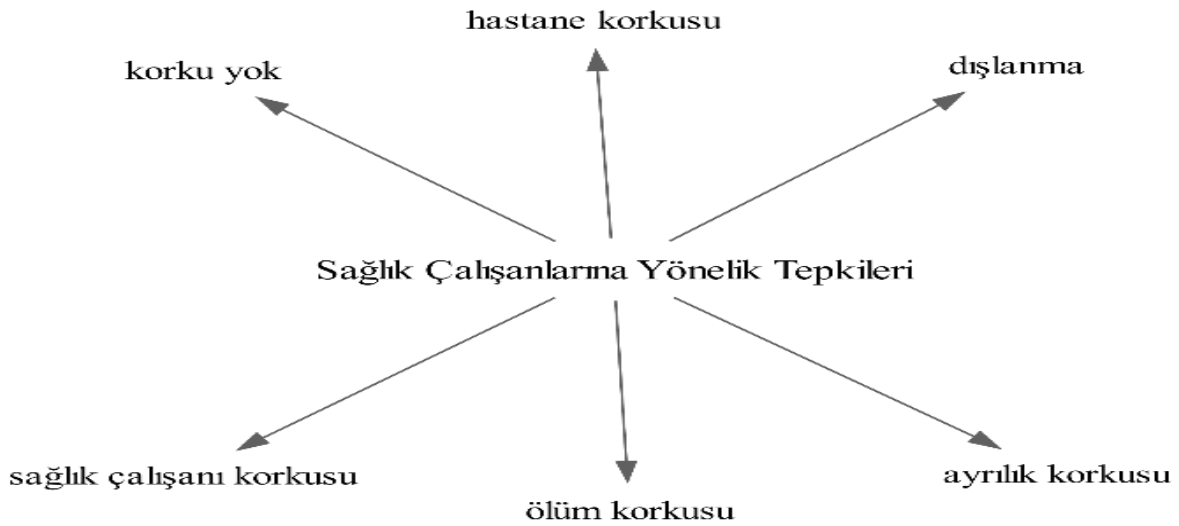 hastane korkusu
korku yok
dışlanma
Sağlık Çalışanlarına Yönelik Tepkileri
sağlık çalışanı korkusu
ayrılık korkusu
ölüm korkusu